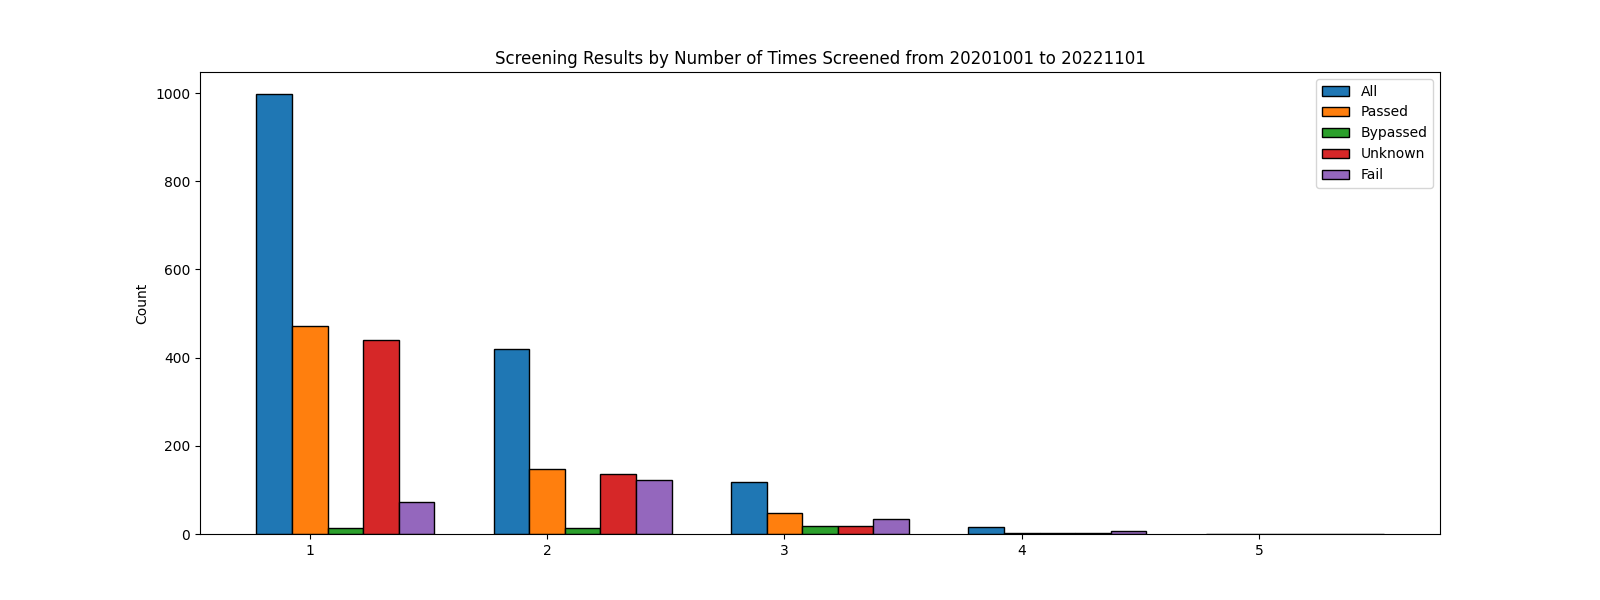 Screening Results by Number of Times Screened from 20201001 to 20221101
1000
800
600
400
200
0
Count
All
Passed
Bypassed
Unknown
Fail
1
2
3
4
5